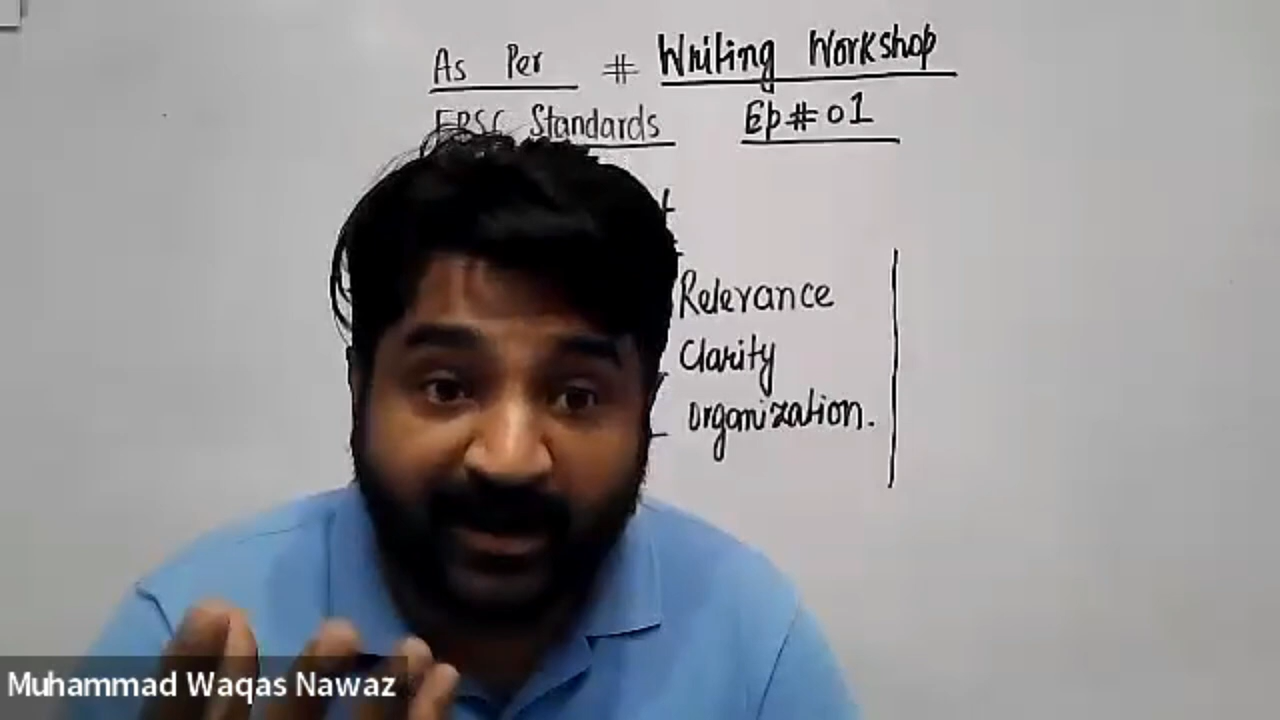 As Per # Writing Workshop
FPSC Standards Ep#01
Relevance
Clarity
organization.
Muhammad Waqas Nawaz